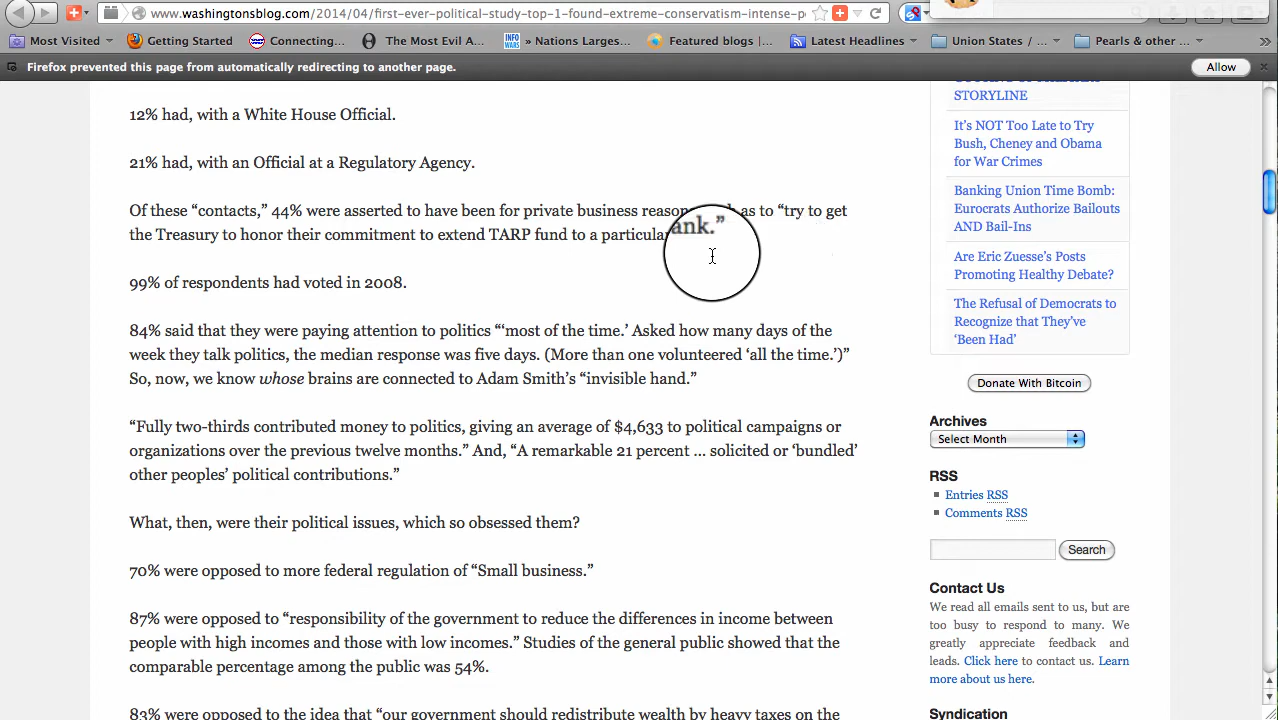 www.washingtonsblog.com/2014/04/first-ever-political-study-top-1-found-extreme-conservatism-intense-p
Most Visited
Getting Started
Connecting...
The Most Evil A...
INFO WARS
» Nations Larges...
Featured blogs |...
Latest Headlines
Union States / ...
Pearls & other ...
Firefox prevented this page from automatically redirecting to another page.
Allow
12% had, with a White House Official.
21% had, with an Official at a Regulatory Agency.
Of these “contacts,” 44% were asserted to have been for private business as to “try to get
the Treasury to honor their commitment to extend TARP fund to a ank.”
99% of respondents had voted in 2008.
84% said that they were paying attention to politics “‘most of the time.’ Asked how many days of the
week they talk politics, the median response was five days. (More than one volunteered ‘all the time.’)”
So, now, we know whose brains are connected to Adam Smith’s “invisible hand.”
“Fully two-thirds contributed money to politics, giving an average of $4,633 to political campaigns or
organizations over the previous twelve months.” And, “A remarkable 21 percent … solicited or ‘bundled’
other peoples’ political contributions.”
What, then, were their political issues, which so obsessed them?
70% were opposed to more federal regulation of “Small business.”
87% were opposed to “responsibility of the government to reduce the differences in income between
people with high incomes and those with low incomes.” Studies of the general public showed that the
comparable percentage among the public was 54%.
83% were opposed to the idea that “our government should redistribute wealth by heavy taxes on the
STORYLINE
It’s NOT Too Late to Try
Bush, Cheney and Obama
for War Crimes
Banking Union Time Bomb:
Eurocrats Authorize Bailouts
AND Bail-Ins
Are Eric Zuesse’s Posts
Promoting Healthy Debate?
The Refusal of Democrats to
Recognize that They’ve
‘Been Had’
Donate With Bitcoin
Archives
Select Month
RSS
Entries RSS
Comments RSS
Search
Contact Us
We read all emails sent to us, but are
too busy to respond to many. We
greatly appreciate feedback and
leads. Click here to contact us. Learn
more about us here.
Syndication